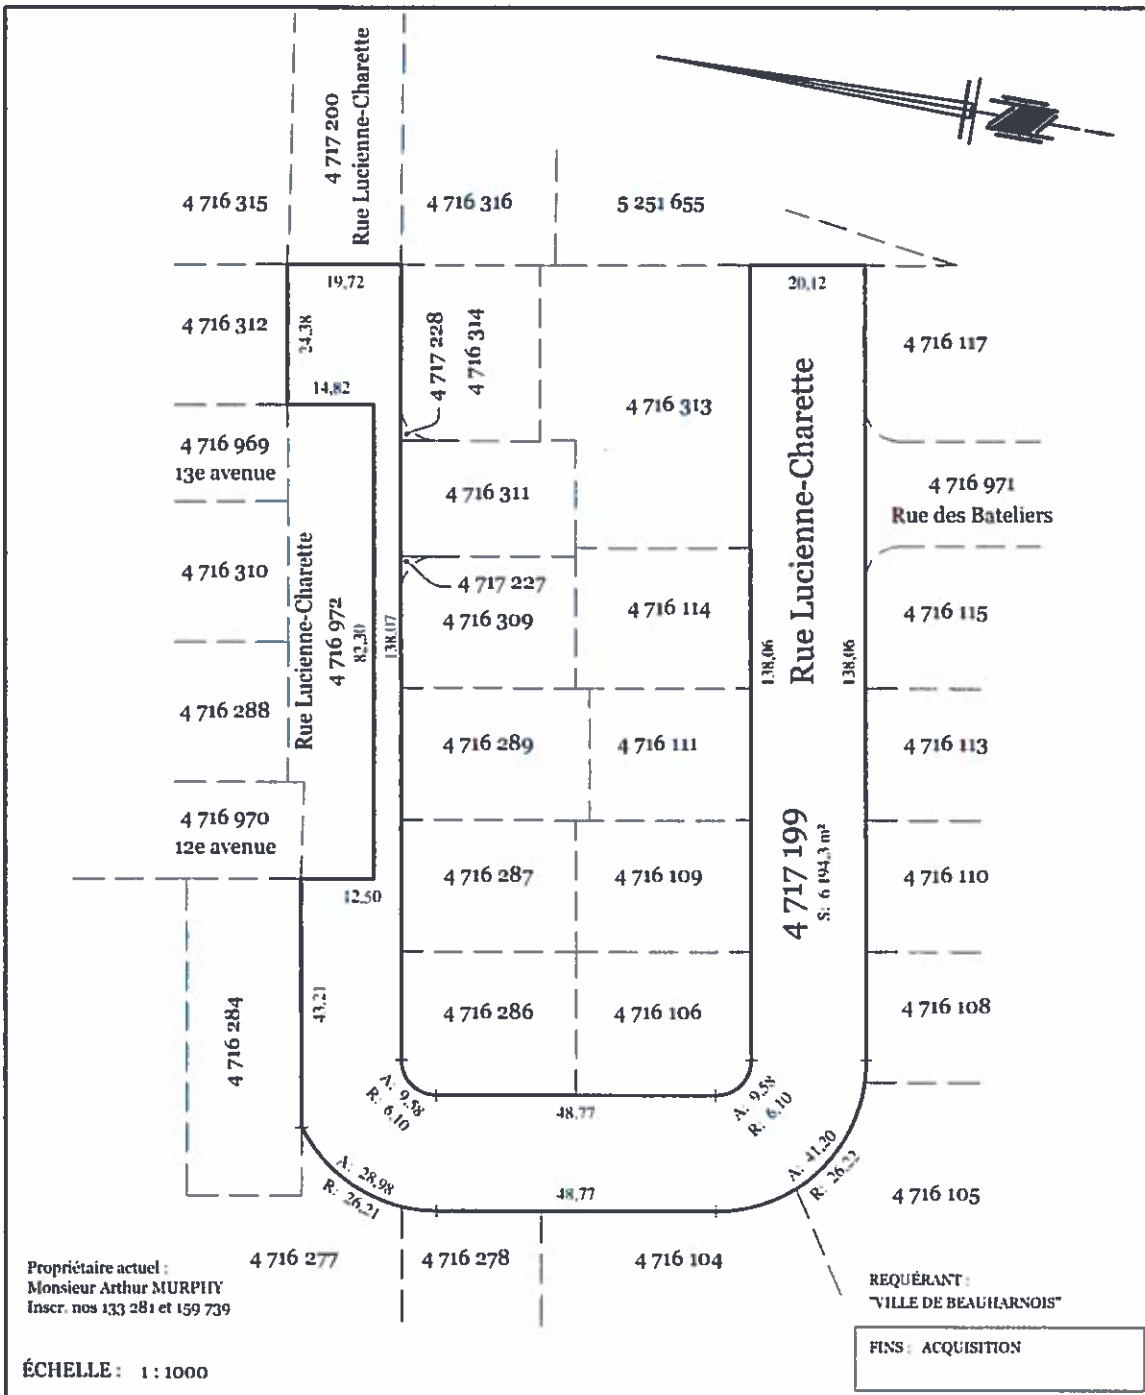 4 717 200
Rue Lucienne-Charette
4 716 315
4 716 316
5 251 655
19,72
20,12
4 716 312
24,38
4 717 228
4 716 314
4 716 117
14,82
4 716 313
4 716 969
13e avenue
4 716 311
4 716 971
Rue des Bateliers
4 716 310
4 717 227
4 716 309
4 716 114
4 716 115
Rue Lucienne-Charette
4 716 972
82,30
138,07
138,06
Rue Lucienne-Charette
138,06
4 716 288
4 716 289
4 716 111
4 716 113
4 716 970
12e avenue
4 717 199
S: 6 194,3 m²
4 716 287
4 716 109
4 716 110
12,50
43,21
4 716 284
4 716 286
4 716 106
4 716 108
A: 9,58
R: 6,10
48,77
A: 9,58
R: 6,10
A: 28,98
R: 26,21
48,77
A: 41,20
R: 26,22
4 716 105
4 716 277
4 716 278
4 716 104
Propriétaire actuel :
Monsieur Arthur MURPHY
Inscr. nos 133 281 et 159 739
REQUÉRANT :
"VILLE DE BEAUHARNOIS"
FINS : ACQUISITION
ÉCHELLE : 1 : 1000